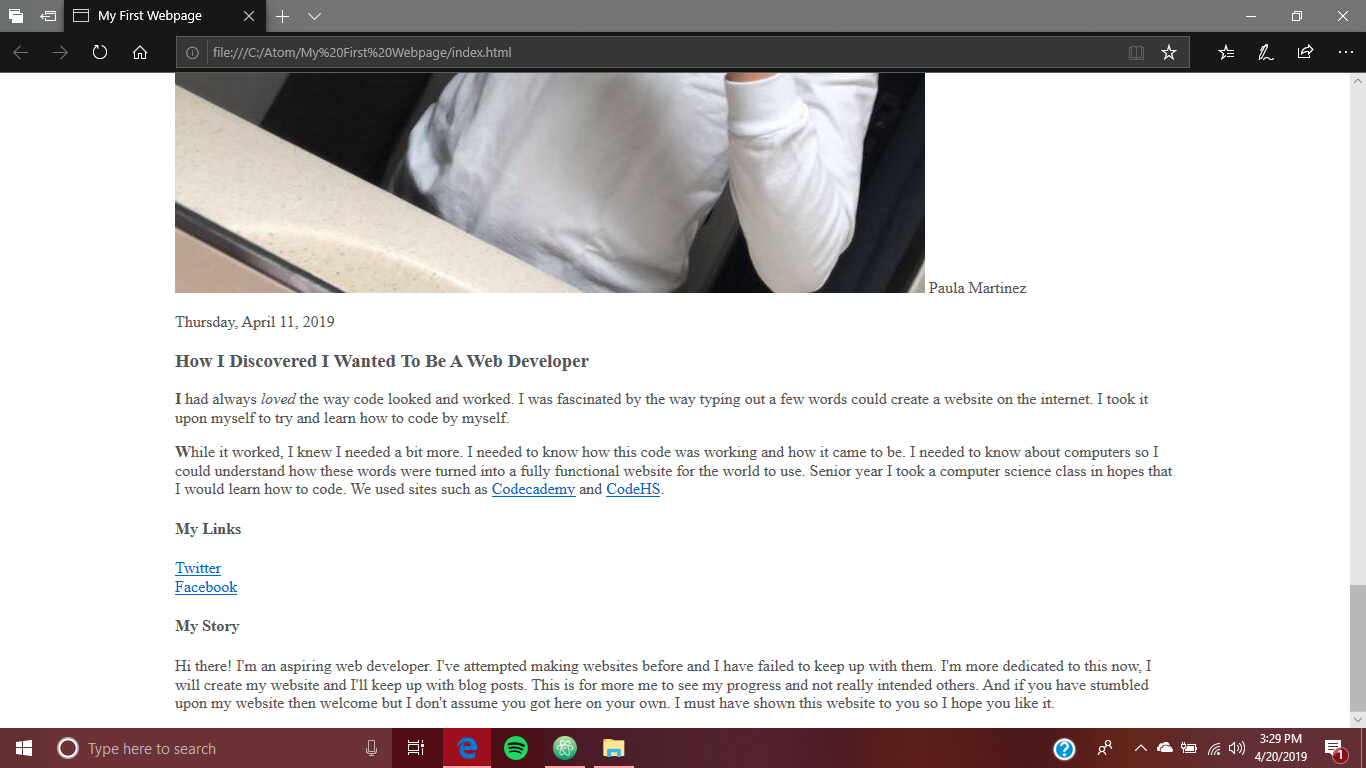 My First Webpage
file:///C:/Atom/My%20First%20Webpage/index.html
Paula Martinez
Thursday, April 11, 2019
How I Discovered I Wanted To Be A Web Developer
I had always loved the way code looked and worked. I was fascinated by the way typing out a few words could create a website on the internet. I took it
upon myself to try and learn how to code by myself.
While it worked, I knew I needed a bit more. I needed to know how this code was working and how it came to be. I needed to know about computers so I
could understand how these words were turned into a fully functional website for the world to use. Senior year I took a computer science class in hopes that
I would learn how to code. We used sites such as Codecademy and CodeHS.
My Links
Twitter
Facebook
My Story
Hi there! I'm an aspiring web developer. I've attempted making websites before and I have failed to keep up with them. I'm more dedicated to this now, I
will create my website and I'll keep up with blog posts. This is for more me to see my progress and not really intended others. And if you have stumbled
upon my website then welcome but I don't assume you got here on your own. I must have shown this website to you so I hope you like it.
Type here to search
3:29 PM
4/20/2019
1